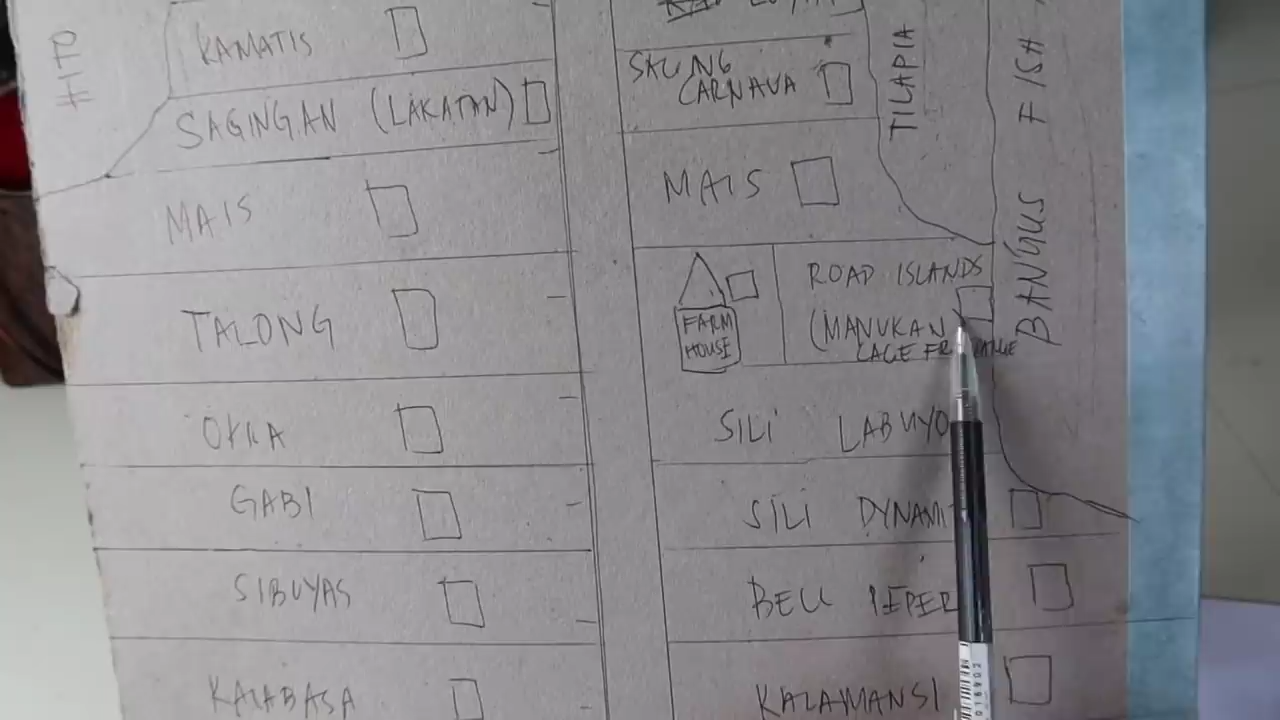 KAMATIS
SAGINGAN (LAKATAN)
MAIS
TALONG
OKRA
GABI
SIBUYAS
KALABASA
SAGING
CARNAVA
MAIS
FARM
HOUSE
ROAD ISLANDS
(MANUKAN)
CAGE
SILI LABUYO
SILI DYNAMI
BELL PEPER
KALAMANSI
TILAPIA
BANGUS FISH